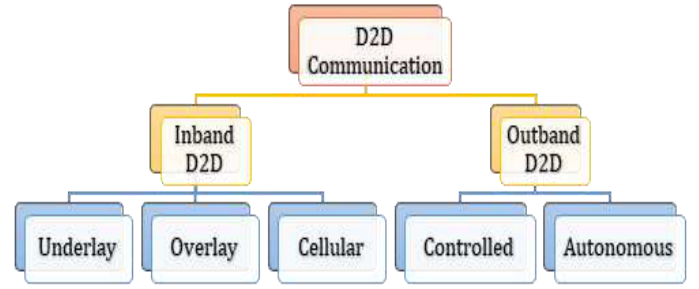 D2D
Communication
Inband
D2D
Outband
D2D
Underlay
Overlay
Cellular
Controlled
Autonomous